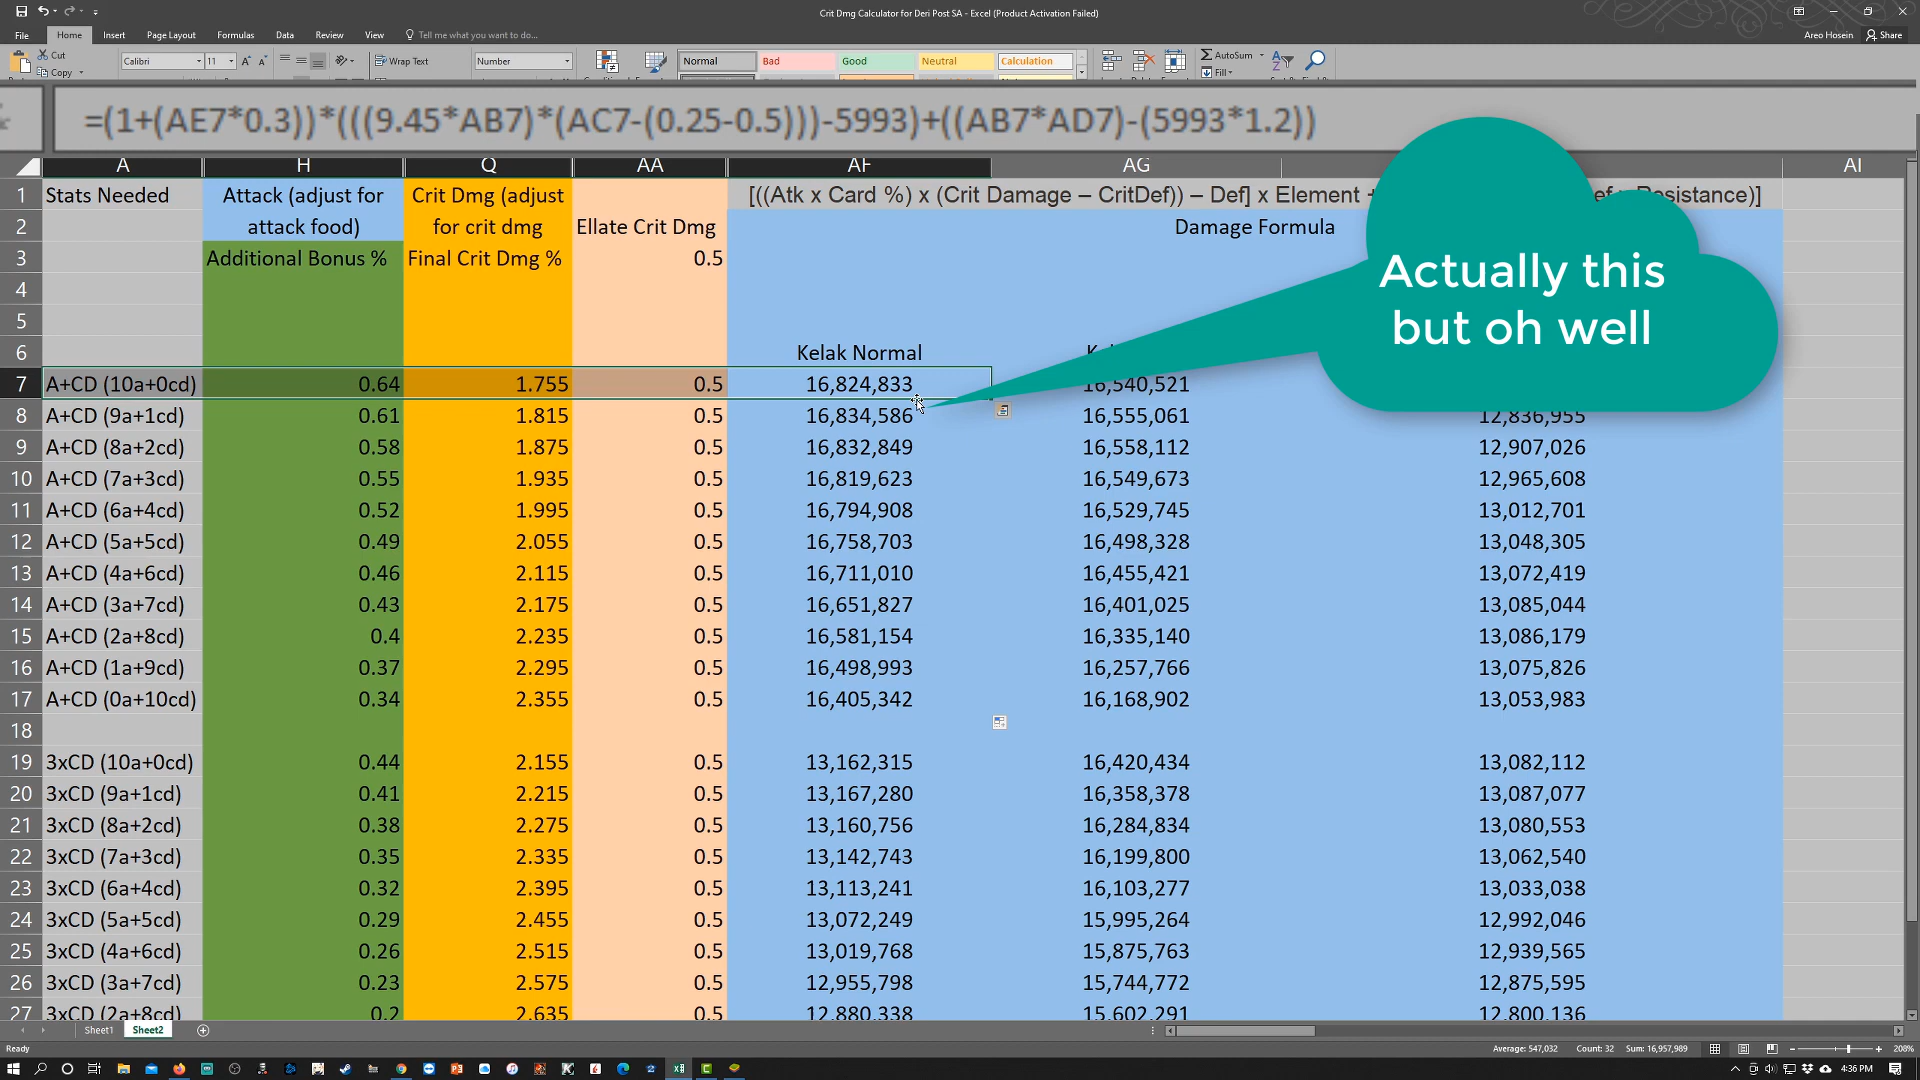 Crit Dmg Calculator for Deri Post SA - Excel (Product Activation Failed)
File Home Insert Page Layout Formulas Data Review View Tell me what you want to do... Areo Hosein Share
Cut Calibri 11 Wrap Text Number Normal Bad Good Neutral Calculation AutoSum
Copy Fill
=(1+(AE7*0.3))*(((9.45*AB7)*(AC7-(0.25-0.5)))-5993)+((AB7*AD7)-(5993*1.2))
A H Q AA AF AG AI
1 Stats Needed Attack (adjust for Crit Dmg (adjust [((Atk x Card %) x (Crit Damage – CritDef)) – Def] x Element + Resistance)]
2 attack food) for crit dmg Ellate Crit Dmg Damage Formula
3 Additional Bonus % Final Crit Dmg % 0.5
Actually this
but oh well
4
5
6 Kelak Normal
7 A+CD (10a+0cd) 0.64 1.755 0.5 16,824,833 16,540,521
8 A+CD (9a+1cd) 0.61 1.815 0.5 16,834,586 16,555,061 12,836,955
9 A+CD (8a+2cd) 0.58 1.875 0.5 16,832,849 16,558,112 12,907,026
10 A+CD (7a+3cd) 0.55 1.935 0.5 16,819,623 16,549,673 12,965,608
11 A+CD (6a+4cd) 0.52 1.995 0.5 16,794,908 16,529,745 13,012,701
12 A+CD (5a+5cd) 0.49 2.055 0.5 16,758,703 16,498,328 13,048,305
13 A+CD (4a+6cd) 0.46 2.115 0.5 16,711,010 16,455,421 13,072,419
14 A+CD (3a+7cd) 0.43 2.175 0.5 16,651,827 16,401,025 13,085,044
15 A+CD (2a+8cd) 0.4 2.235 0.5 16,581,154 16,335,140 13,086,179
16 A+CD (1a+9cd) 0.37 2.295 0.5 16,498,993 16,257,766 13,075,826
17 A+CD (0a+10cd) 0.34 2.355 0.5 16,405,342 16,168,902 13,053,983
18
19 3xCD (10a+0cd) 0.44 2.155 0.5 13,162,315 16,420,434 13,082,112
20 3xCD (9a+1cd) 0.41 2.215 0.5 13,167,280 16,358,378 13,087,077
21 3xCD (8a+2cd) 0.38 2.275 0.5 13,160,756 16,284,834 13,080,553
22 3xCD (7a+3cd) 0.35 2.335 0.5 13,142,743 16,199,800 13,062,540
23 3xCD (6a+4cd) 0.32 2.395 0.5 13,113,241 16,103,277 13,033,038
24 3xCD (5a+5cd) 0.29 2.455 0.5 13,072,249 15,995,264 12,992,046
25 3xCD (4a+6cd) 0.26 2.515 0.5 13,019,768 15,875,763 12,939,565
26 3xCD (3a+7cd) 0.23 2.575 0.5 12,955,798 15,744,772 12,875,595
27 3xCD (2a+8cd) 0.2 2.635 0.5 12,880,338 15,602,291 12,800,136
Sheet1 Sheet2
Ready Average: 547,032 Count: 32 Sum: 16,957,989 208%
4:36 PM